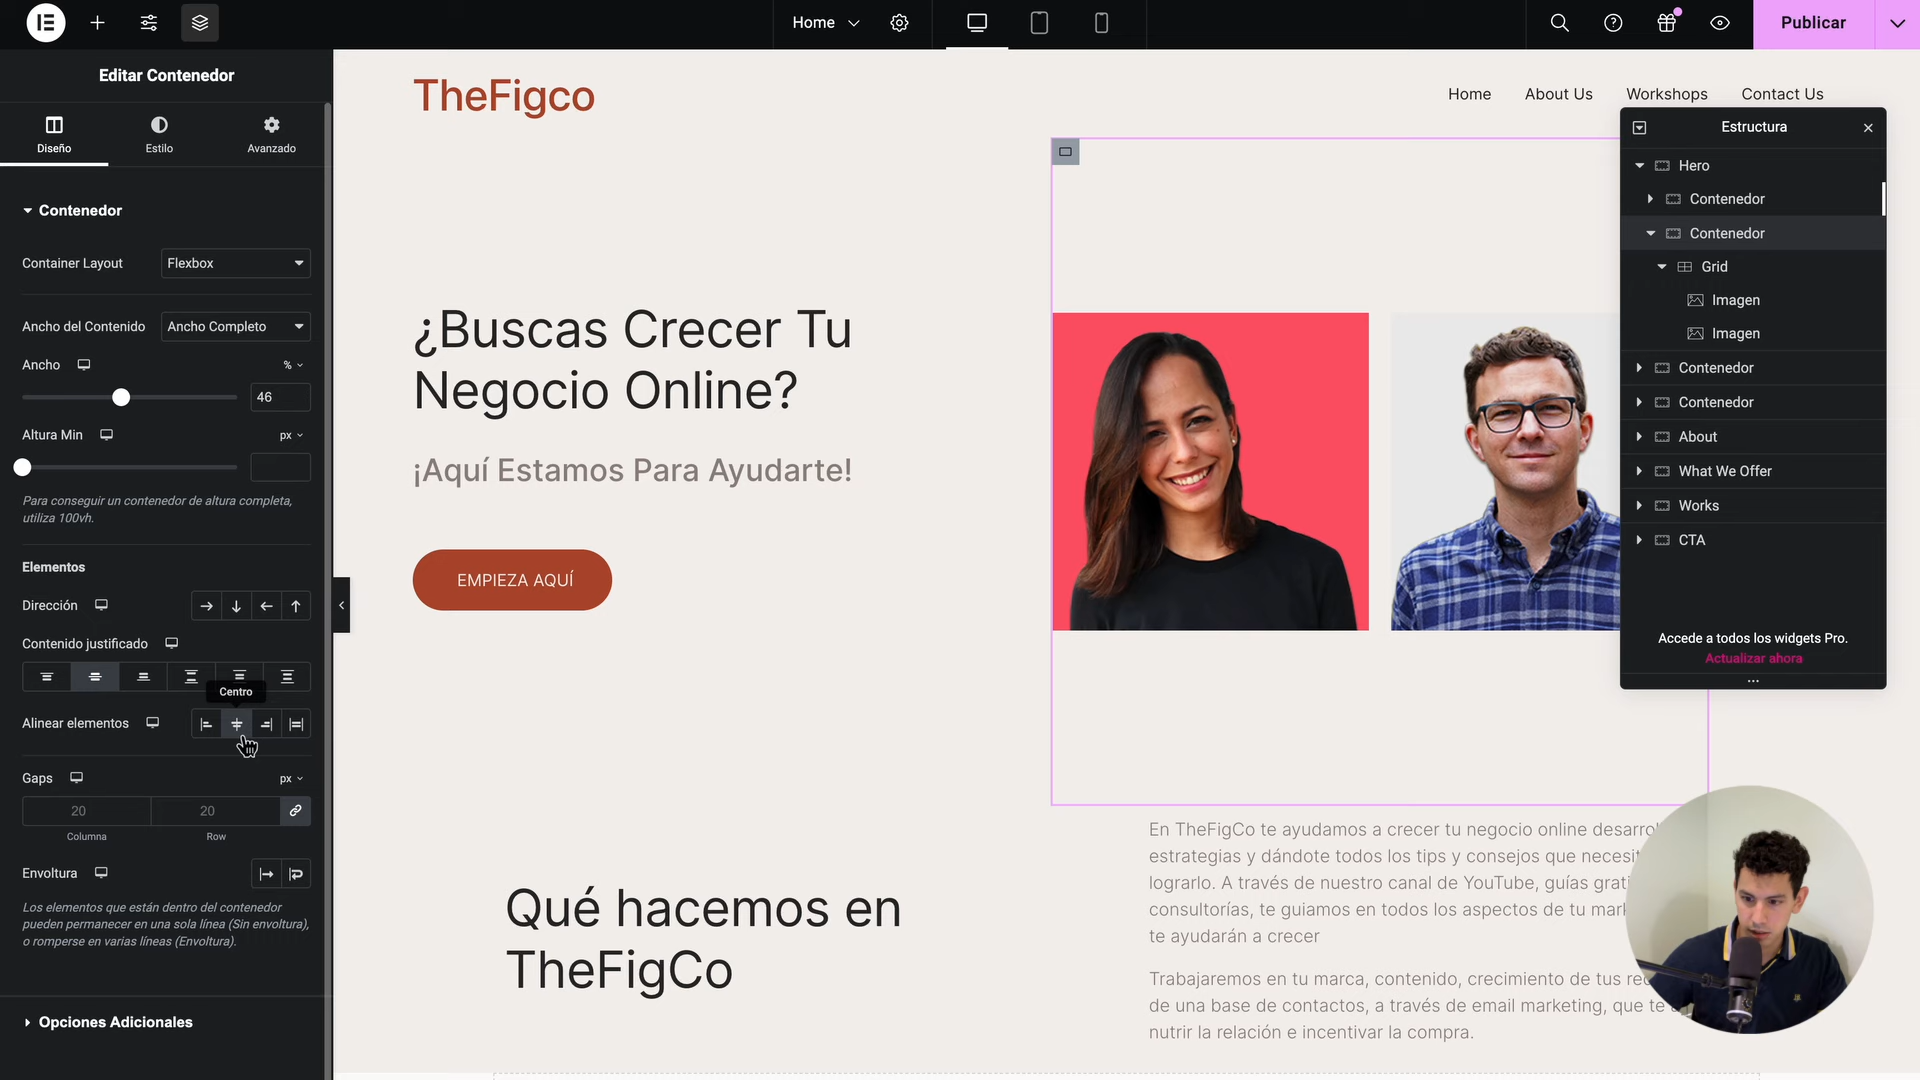 Home
Publicar
Editar Contenedor
Diseño
Estilo
Avanzado
Contenedor
Container Layout
Flexbox
Ancho del Contenido
Ancho Completo
Ancho
%
46
Altura Min
px
Para conseguir un contenedor de altura completa,
utiliza 100vh.
Elementos
Dirección
Contenido justificado
Centro
Alinear elementos
Gaps
px
20
20
Columna
Row
Envoltura
Los elementos que están dentro del contenedor
pueden permanecer en una sola línea (Sin envoltura),
o romperse en varias líneas (Envoltura).
Opciones Adicionales
TheFigco
Home
About Us
Workshops
Contact Us
¿Buscas Crecer Tu
Negocio Online?
¡Aquí Estamos Para Ayudarte!
EMPIEZA AQUÍ
Qué hacemos en
TheFigCo
En TheFigCo te ayudamos a crecer tu negocio online
estrategias y dándote todos los tips y consejos que
lograrlo. A través de nuestro canal de YouTube, guías
consultorías, te guiamos en todos los aspectos de tu
te ayudarán a crecer
Trabajaremos en tu marca, contenido, crecimiento de tus
de una base de contactos, a través de email marketing, que te
nutrir la relación e incentivar la compra.
Estructura
Hero
Contenedor
Contenedor
Grid
Imagen
Imagen
Contenedor
Contenedor
About
What We Offer
Works
CTA
Accede a todos los widgets Pro.
Actualizar ahora